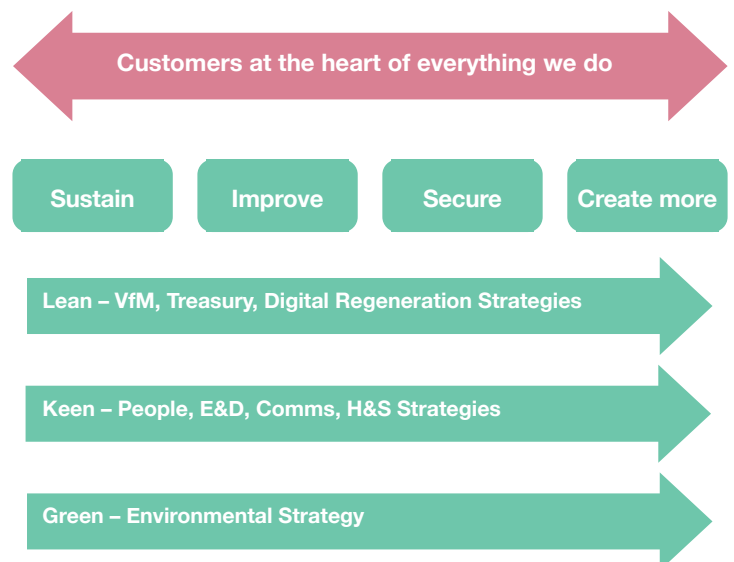 Customers at the heart of everything we do
Sustain
Improve
Secure
Create more
Lean – VfM, Treasury, Digital Regeneration Strategies
Keen – People, E&D, Comms, H&S Strategies
Green – Environmental Strategy